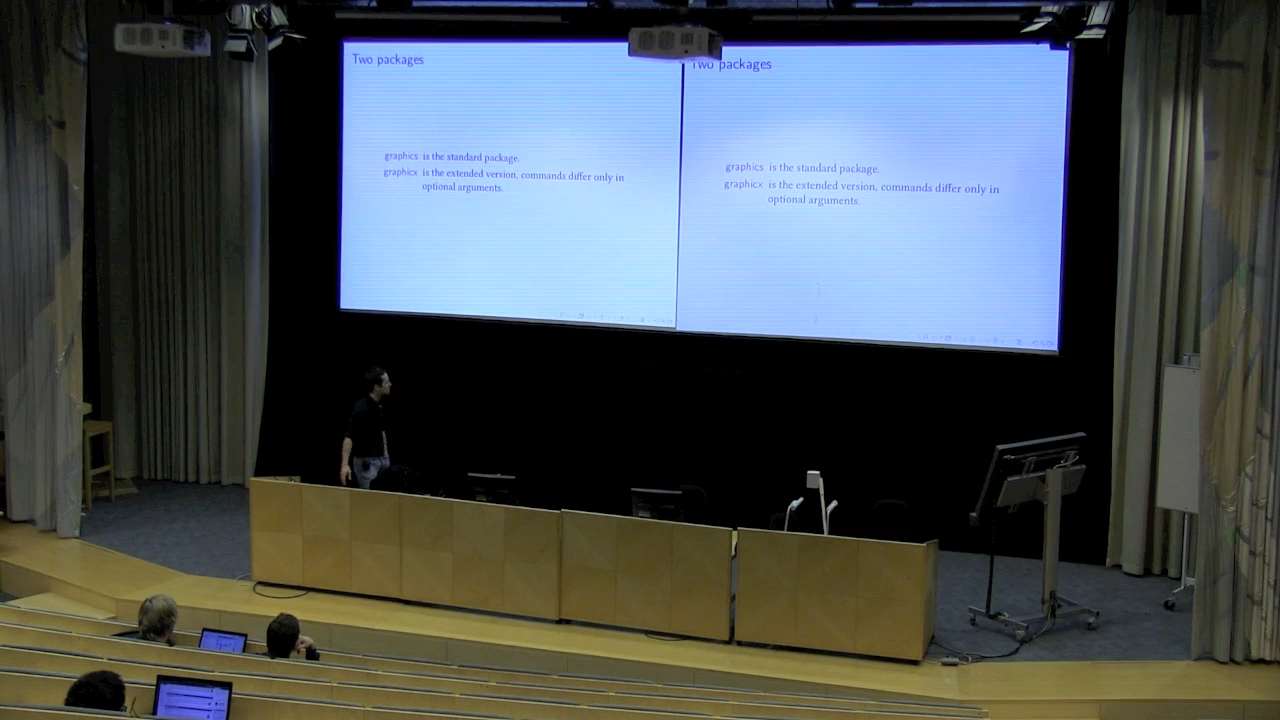 Two packages
graphics is the standard package.
graphicx is the extended version, commands differ only in
optional arguments.
Two packages
graphics is the standard package.
graphicx is the extended version, commands differ only in
optional arguments.